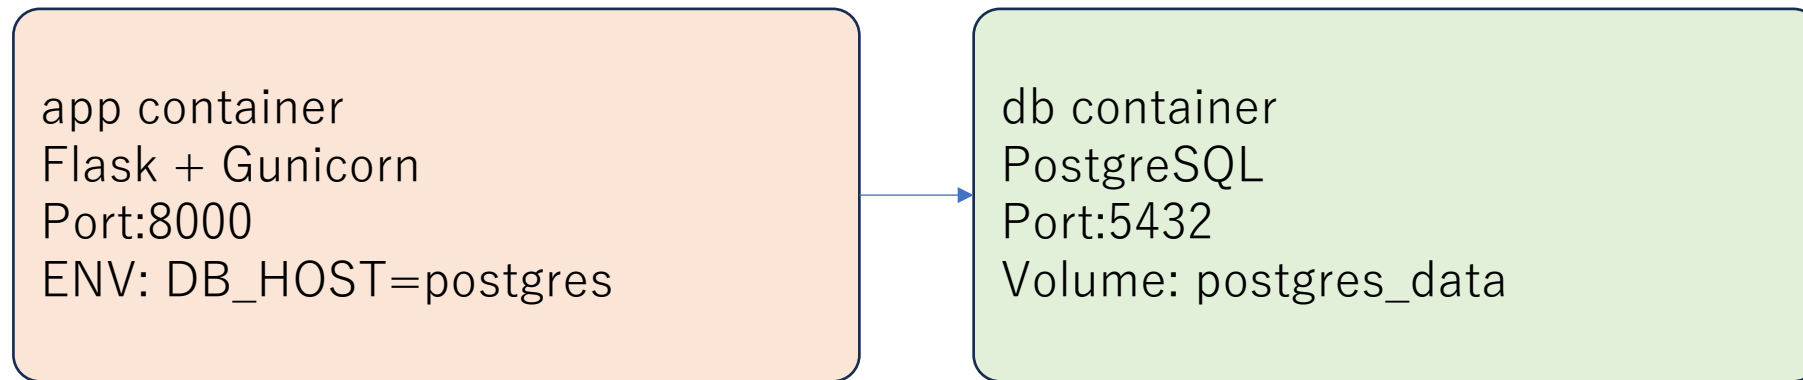 app container
Flask + Gunicorn
Port:8000
ENV: DB_HOST=postgres
db container
PostgreSQL
Port:5432
Volume: postgres_data